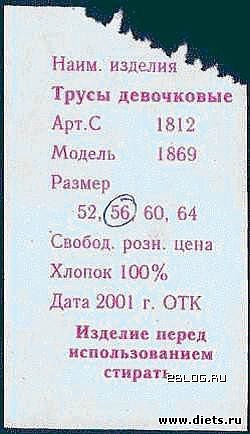 Наим. изделия
Трусы девочковые
Арт.С 1812
Модель 1869
Размер
52, 56, 60, 64
Свобод. розн. цена
Хлопок 100%
Дата 2001 г. ОТК
Изделие перед
использованием
стирать
2BLOG.RU
www.diets.ru